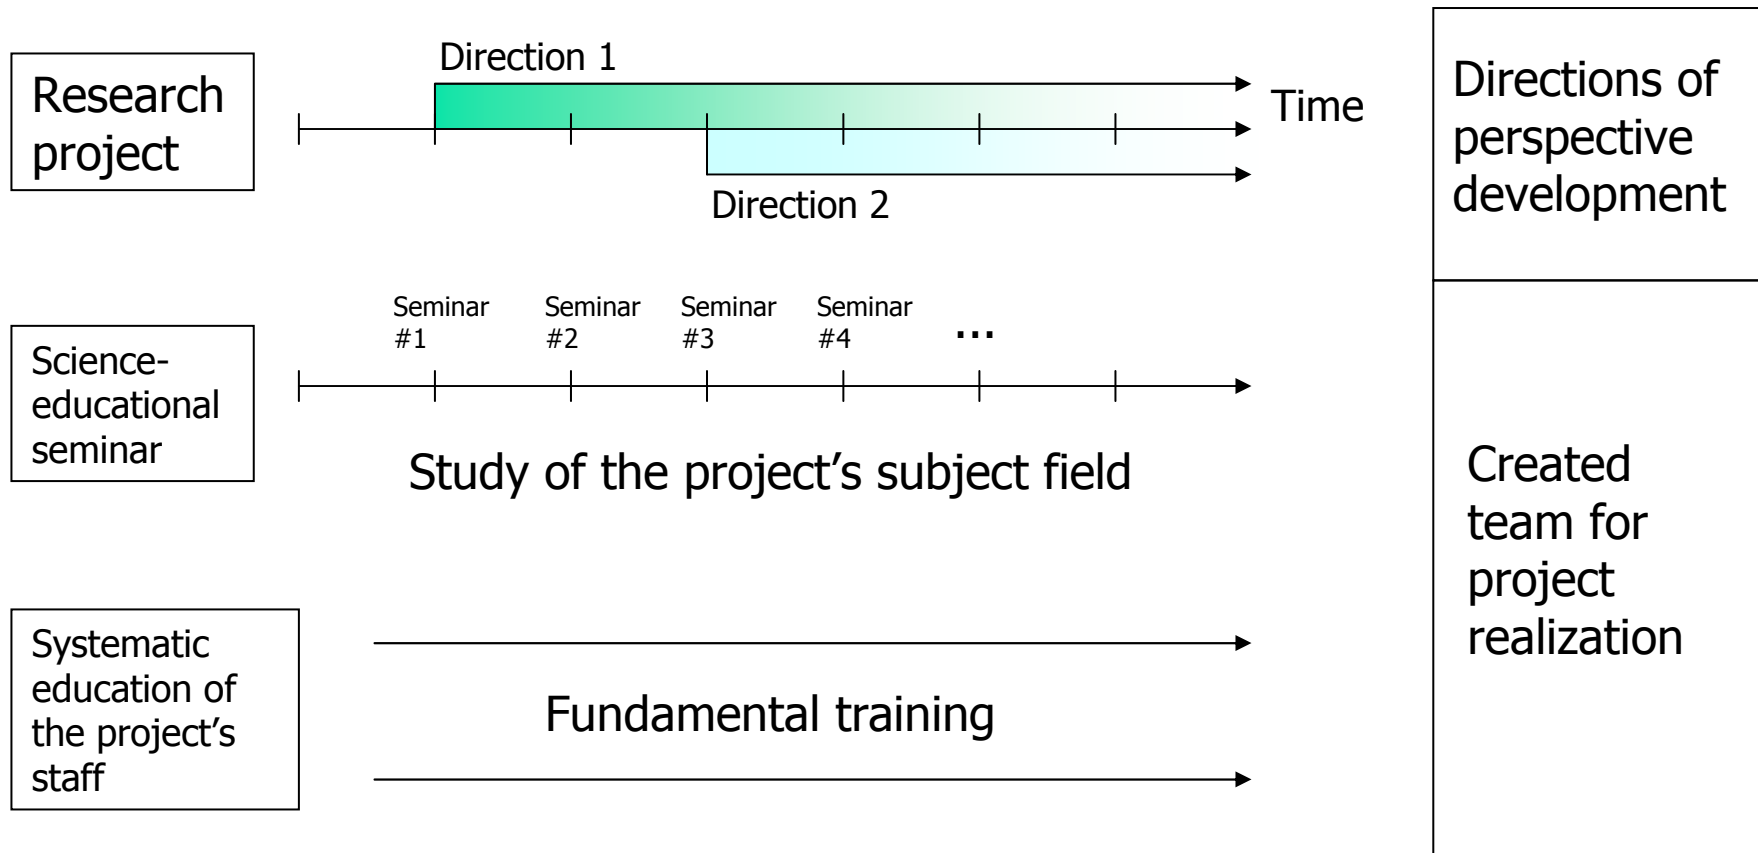 Research
project
Direction 1
Time
Direction 2
Directions of
perspective
development
Science-
educational
seminar
Seminar
#1
Seminar
#2
Seminar
#3
Seminar
#4
...
Study of the project’s subject field
Created
team for
project
realization
Systematic
education of
the project’s
staff
Fundamental training